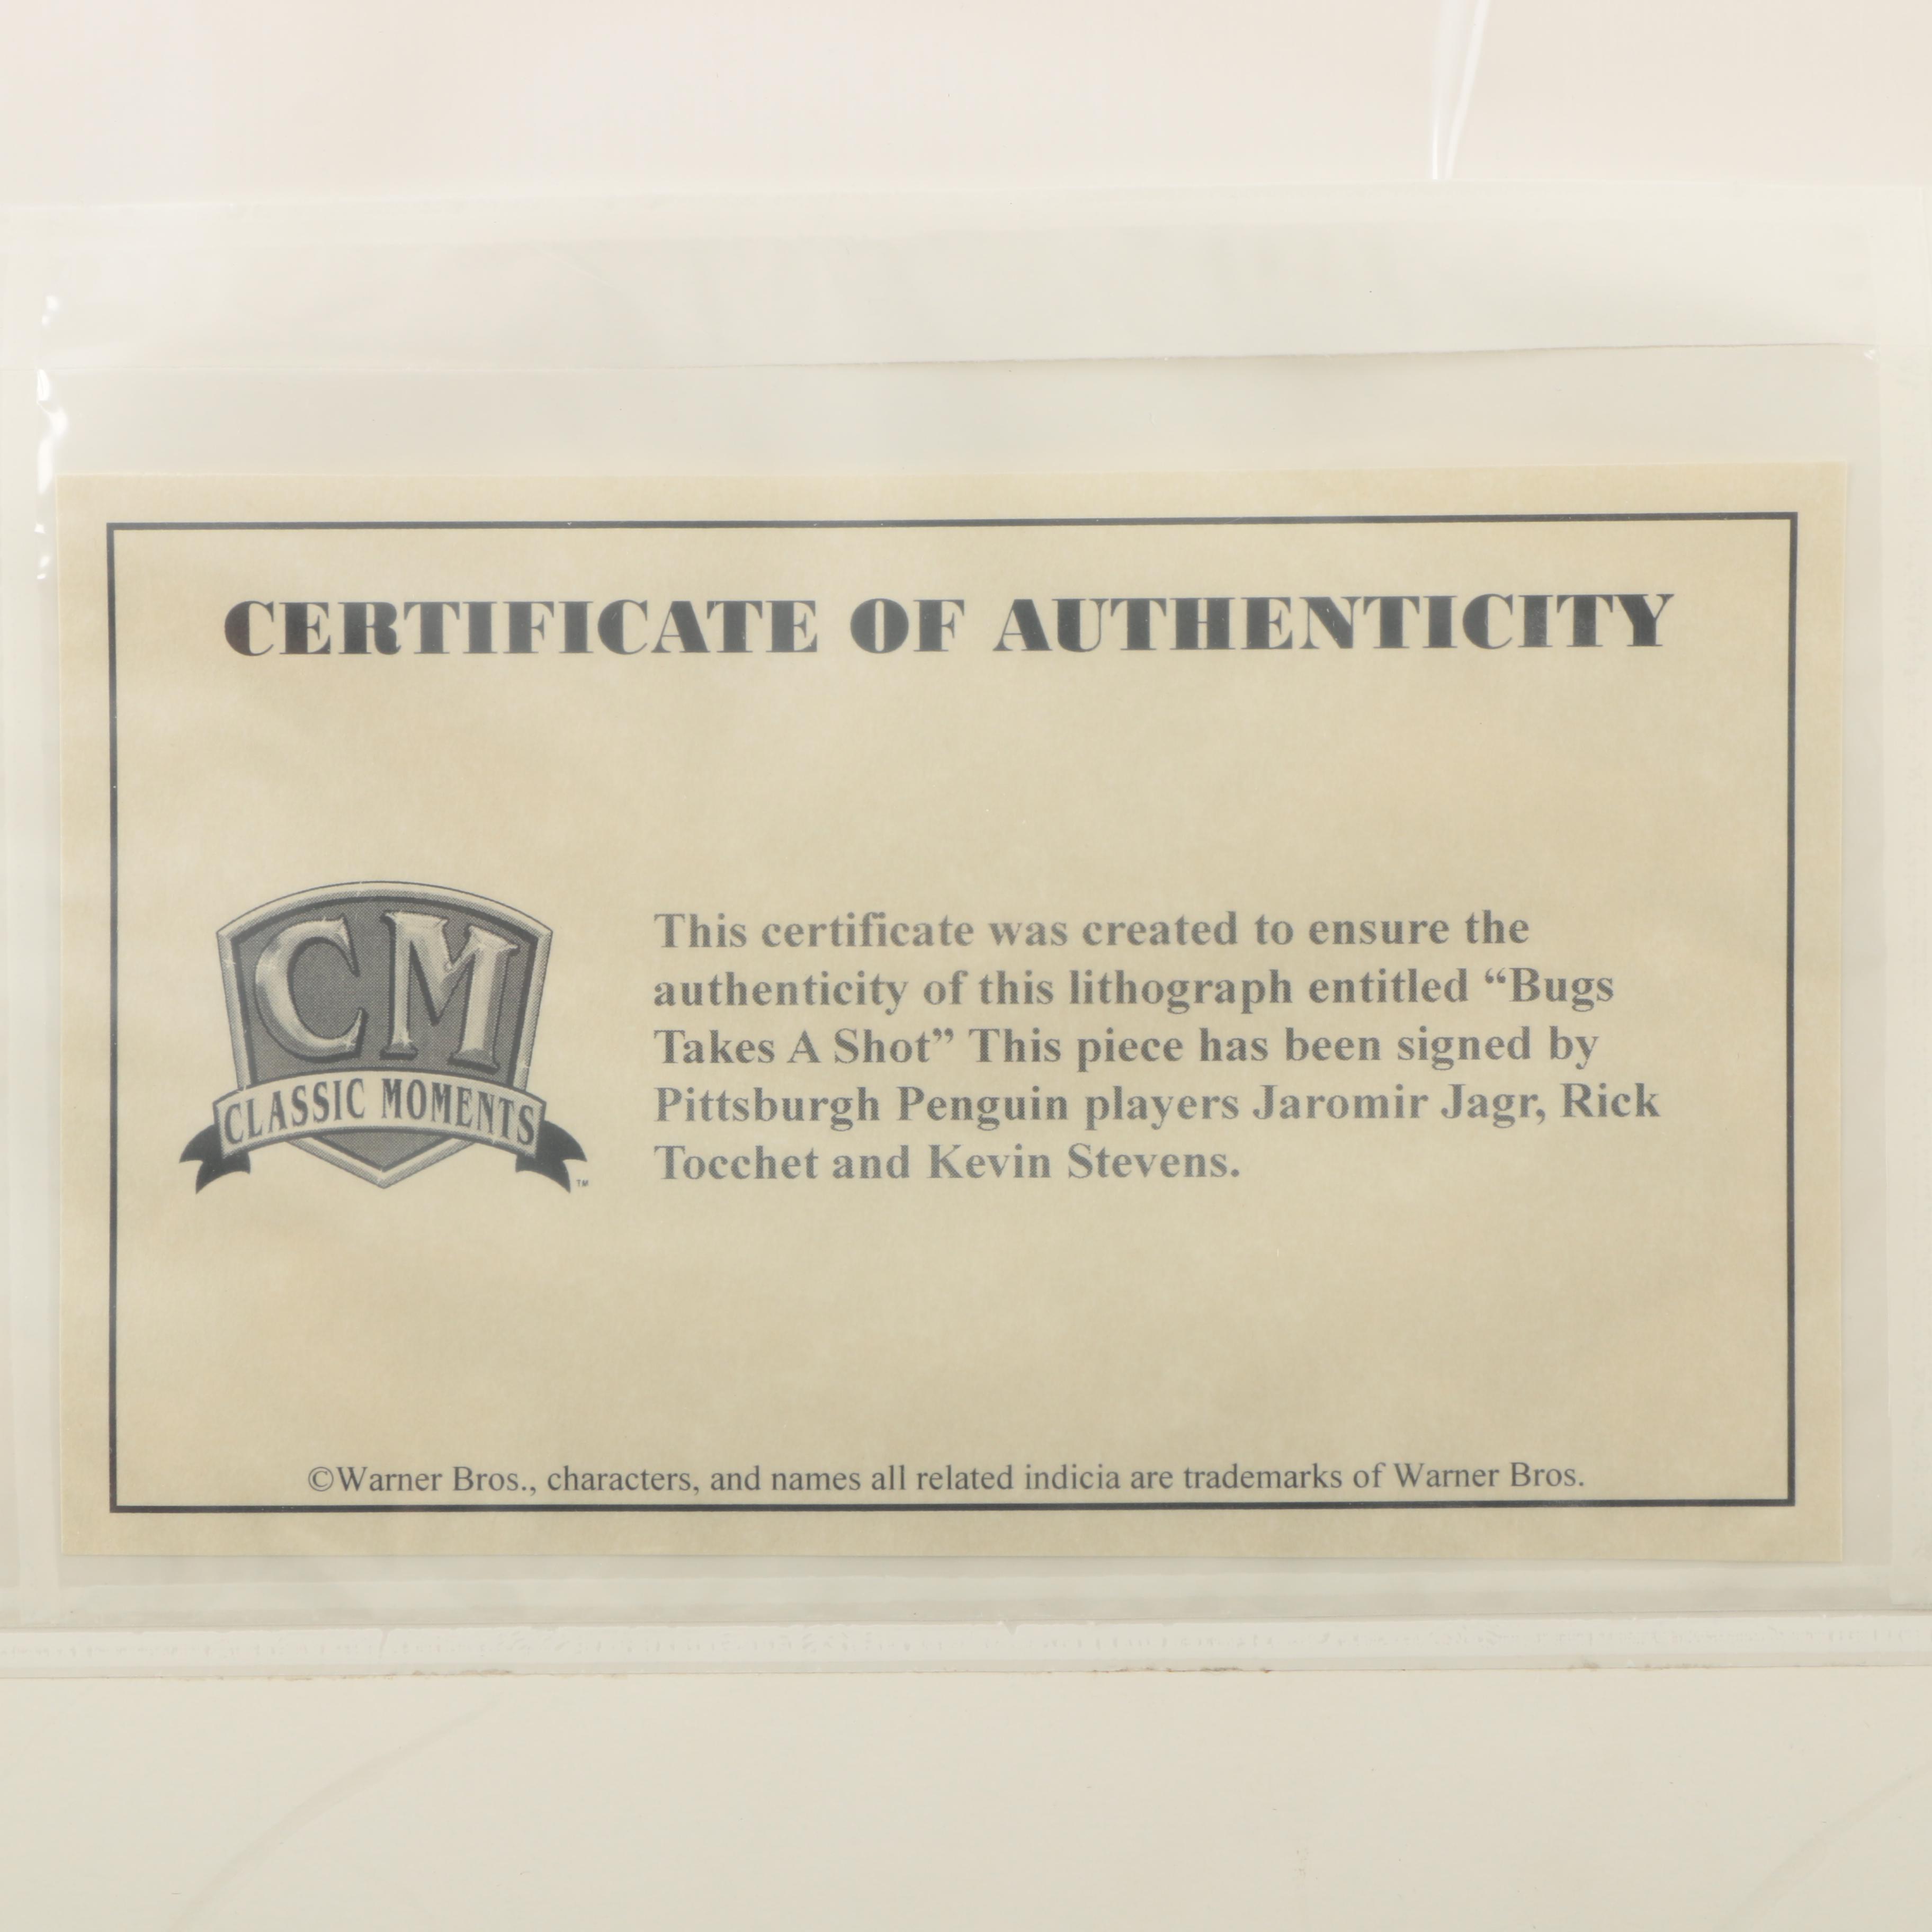 CERTIFICATE OF AUTHENTICITY
CM
CLASSIC MOMENTS
TM
This certificate was created to ensure the
authenticity of this lithograph entitled “Bugs
Takes A Shot” This piece has been signed by
Pittsburgh Penguin players Jaromir Jagr, Rick
Tocchet and Kevin Stevens.
©Warner Bros., characters, and names all related indicia are trademarks of Warner Bros.